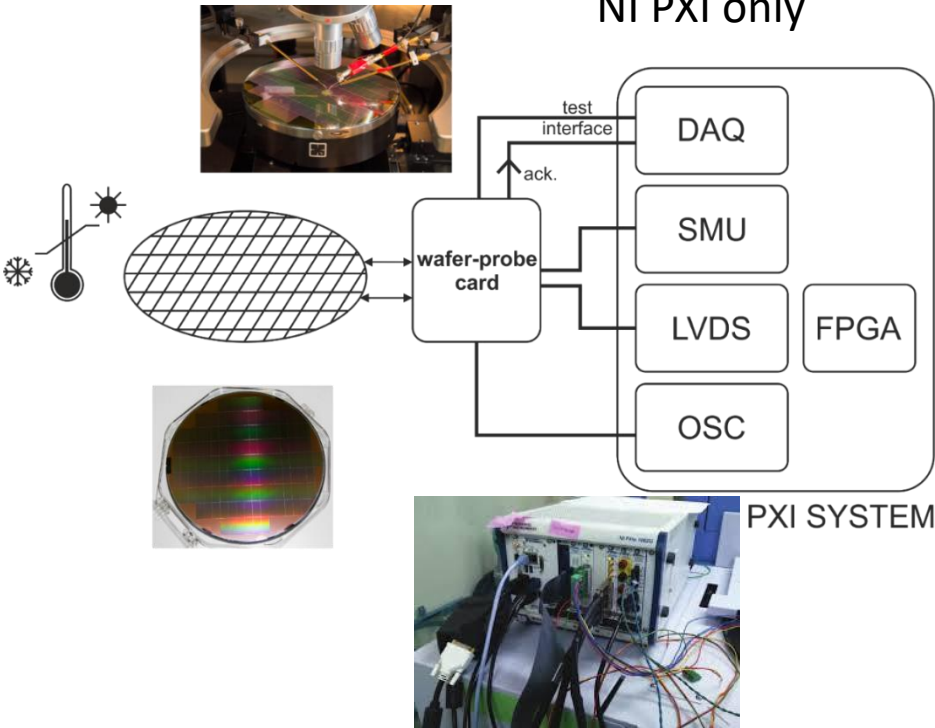 NI PXI only
test
interface
ack.
DAQ
SMU
wafer-probe
card
LVDS
FPGA
OSC
PXI SYSTEM